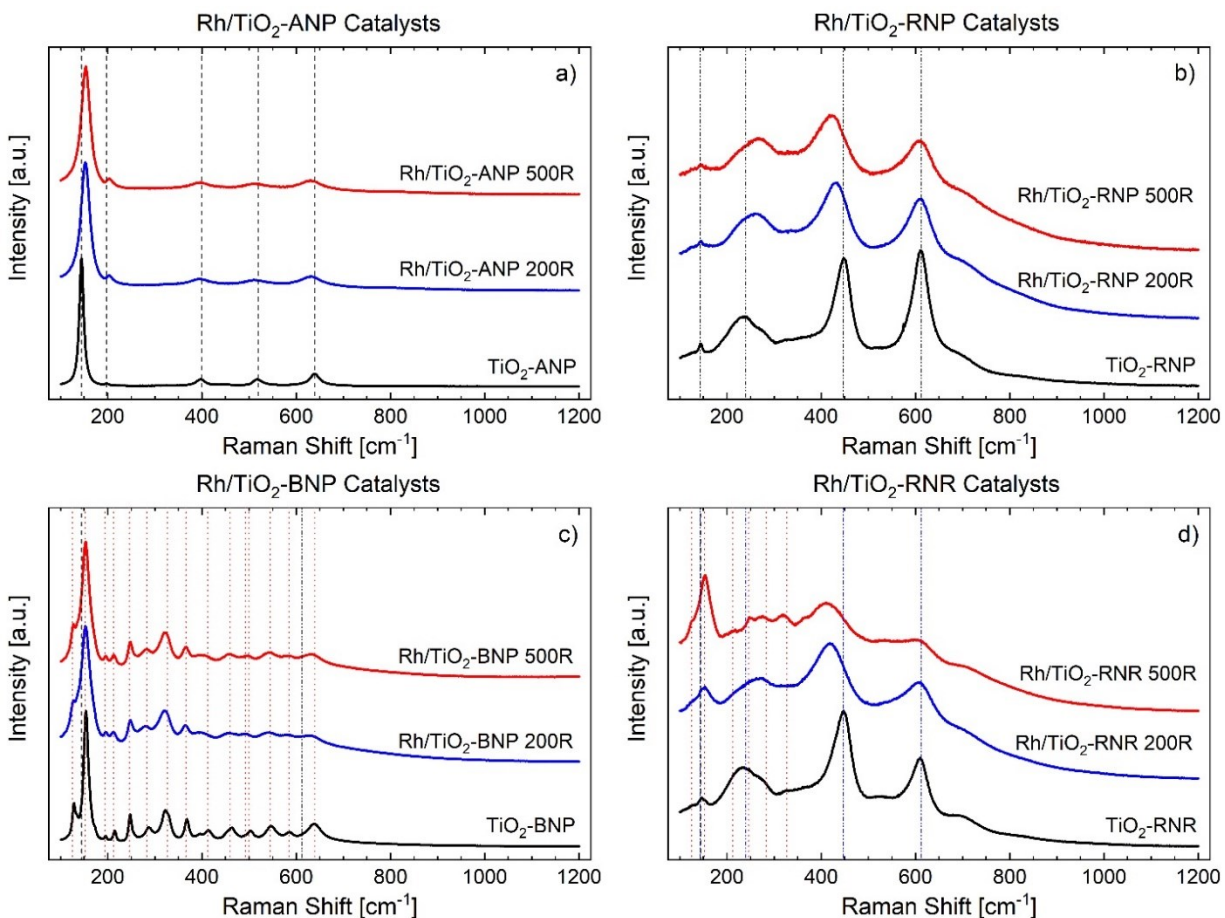 Rh/TiO₂-ANP Catalysts
a)
Rh/TiO₂-ANP 500R
Rh/TiO₂-ANP 200R
TiO₂-ANP
Intensity [a.u.]
200 400 600 800 1000 1200
Raman Shift [cm⁻¹]
Rh/TiO₂-RNP Catalysts
b)
Rh/TiO₂-RNP 500R
Rh/TiO₂-RNP 200R
TiO₂-RNP
Intensity [a.u.]
200 400 600 800 1000 1200
Raman Shift [cm⁻¹]
Rh/TiO₂-BNP Catalysts
c)
Rh/TiO₂-BNP 500R
Rh/TiO₂-BNP 200R
TiO₂-BNP
Intensity [a.u.]
200 400 600 800 1000 1200
Raman Shift [cm⁻¹]
Rh/TiO₂-RNR Catalysts
d)
Rh/TiO₂-RNR 500R
Rh/TiO₂-RNR 200R
TiO₂-RNR
Intensity [a.u.]
200 400 600 800 1000 1200
Raman Shift [cm⁻¹]